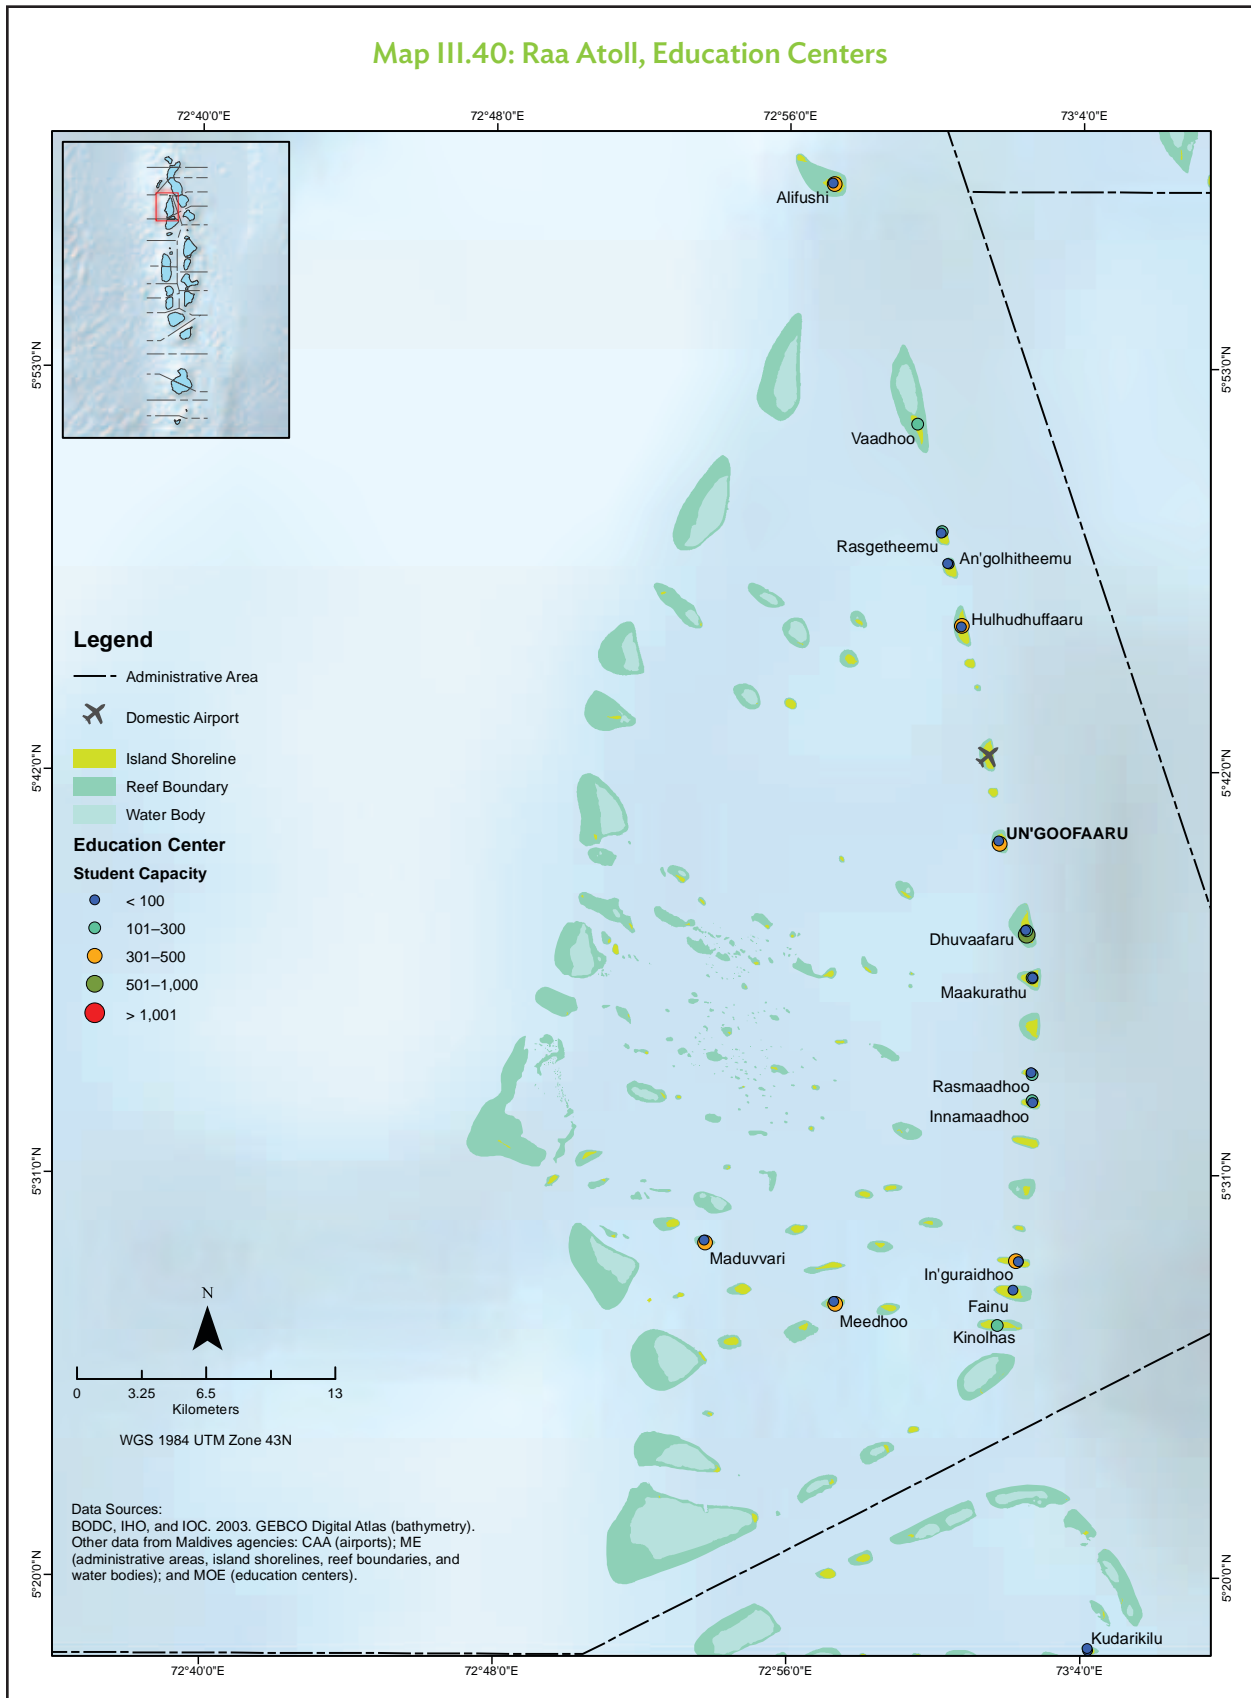 Map III.40: Raa Atoll, Education Centers
72°40'0"E
72°48'0"E
72°56'0"E
73°4'0"E
Alifushi
5°53'0"N
5°53'0"N
Vaadhoo
Rasgetheemu
An'golhitheemu
Hulhudhuffaaru
Legend
Administrative Area
Domestic Airport
Island Shoreline
Reef Boundary
Water Body
5°42'0"N
5°42'0"N
UN'GOOFAARU
Education Center
Student Capacity
< 100
101–300
301–500
501–1,000
> 1,001
Dhuvaafaru
Maakurathu
Rasmaadhoo
Innamaadhoo
5°31'0"N
5°31'0"N
Maduvvari
In'guraidhoo
Fainu
Meedhoo
Kinolhas
N
0
3.25
6.5
13
Kilometers
WGS 1984 UTM Zone 43N
Data Sources:
BODC, IHO, and IOC. 2003. GEBCO Digital Atlas (bathymetry).
Other data from Maldives agencies: CAA (airports); ME
(administrative areas, island shorelines, reef boundaries, and
water bodies); and MOE (education centers).
5°20'0"N
5°20'0"N
Kudarikilu
72°40'0"E
72°48'0"E
72°56'0"E
73°4'0"E